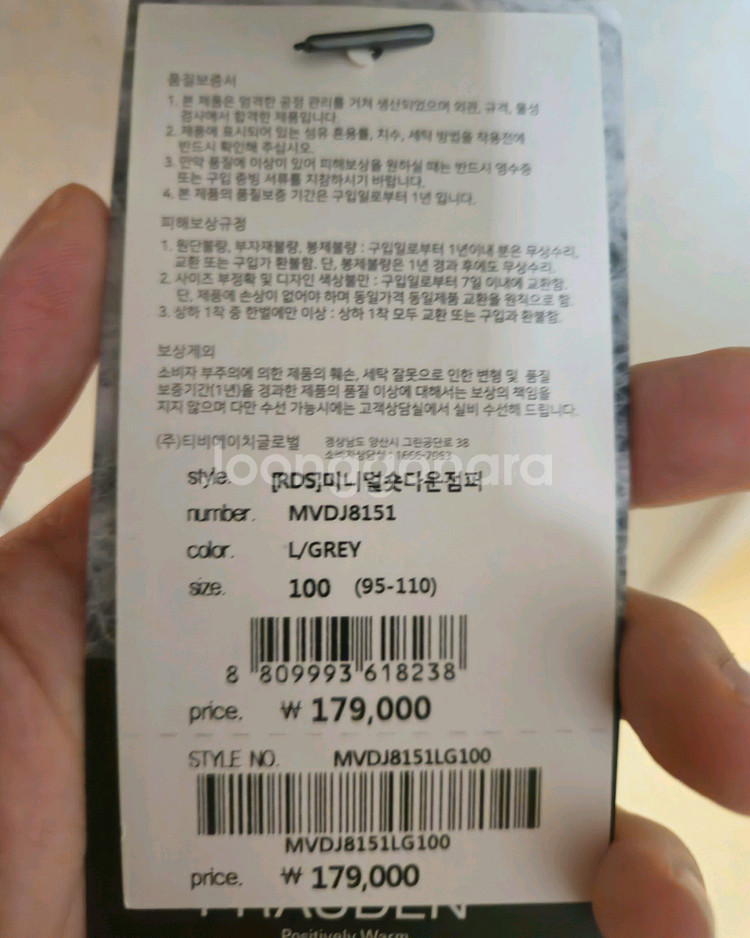 품질보증서
1. 본 제품은 엄격한 공정 관리를 거쳐 생산되었으며 외관, 규격, 물성
검사에서 합격한 제품입니다.
2. 제품에 표시되어 있는 섬유 혼용률, 치수, 세탁 방법을 착용전에
반드시 확인해 주십시오.
3. 만약 품질에 이상이 있어 피해보상을 원하실 때는 반드시 영수증
또는 구입 증빙 서류를 지참하시기 바랍니다.
4. 본 제품의 품질보증 기간은 구입일로부터 1년 입니다.
피해보상규정
1. 원단불량, 부자재불량, 봉제불량 : 구입일로부터 1년이내 분은 무상수리,
교환 또는 구입가 환불함. 단, 봉제불량은 1년 경과 후에도 무상수리.
2. 사이즈 부정확 및 디자인 색상불만 : 구입일로부터 7일 이내에 교환함.
단, 제품에 손상이 없어야 하며 동일가격 동일제품 교환을 원칙으로 함.
3. 상하 1착 중 한벌에만 이상 : 상하 1착 모두 교환 또는 구입과 환불함.
보상제외
소비자 부주의에 의한 제품의 훼손, 세탁 잘못으로 인한 변형 및 품질
보증기간(1년)을 경과한 제품의 품질 이상에 대해서는 보상의 책임을
지지 않으며 다만 수선 가능시에는 고객상담실에서 실비 수선해 드립니다.
(주)티비에이치글로벌 경상남도 양산시 그린공단로 38
소비자상담실 : 1666-7953
loonggonara
style. [RDS]미니멀숏다운점퍼
number. MVDJ8151
color. L/GREY
size. 100 (95-110)
8 809993 618238
price. ₩ 179,000
STYLE NO. MVDJ8151LG100
MVDJ8151LG100
price. ₩ 179,000
Positively Warm